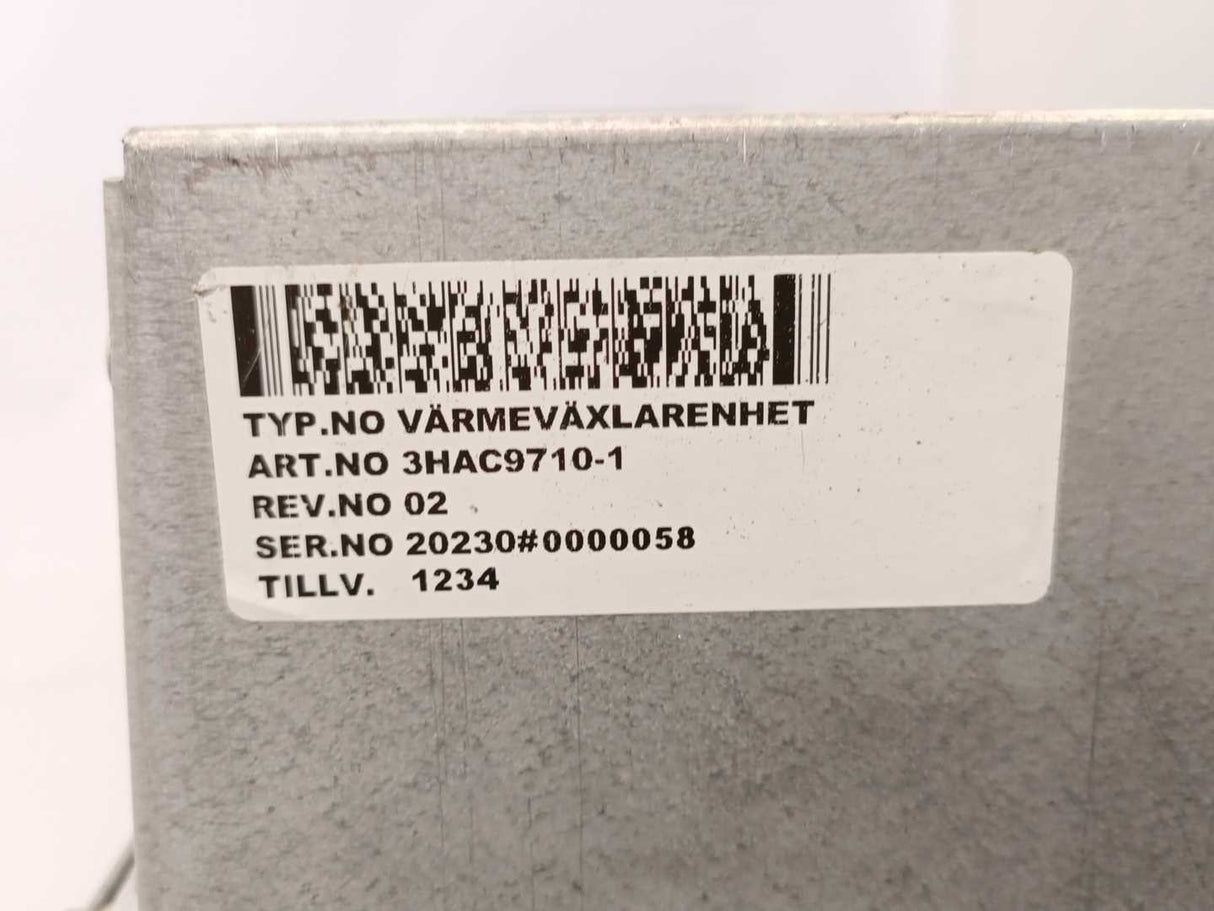 TYP.NO VÄRMEVÄXLARENHET
ART.NO 3HAC9710-1
REV.NO 02
SER.NO 20230#0000058
TILLV. 1234